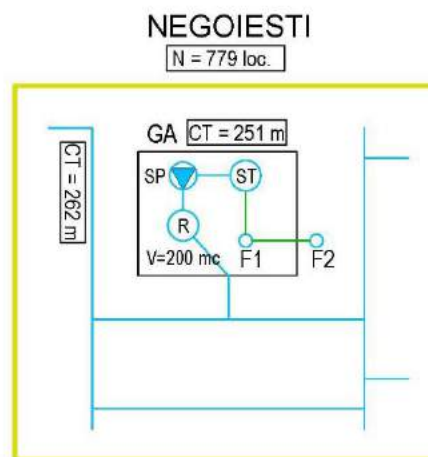 NEGOIESTI
N = 779 loc.
GA CT = 251 m
CT = 262 m
SP ST
R
V=200 mc F1 F2